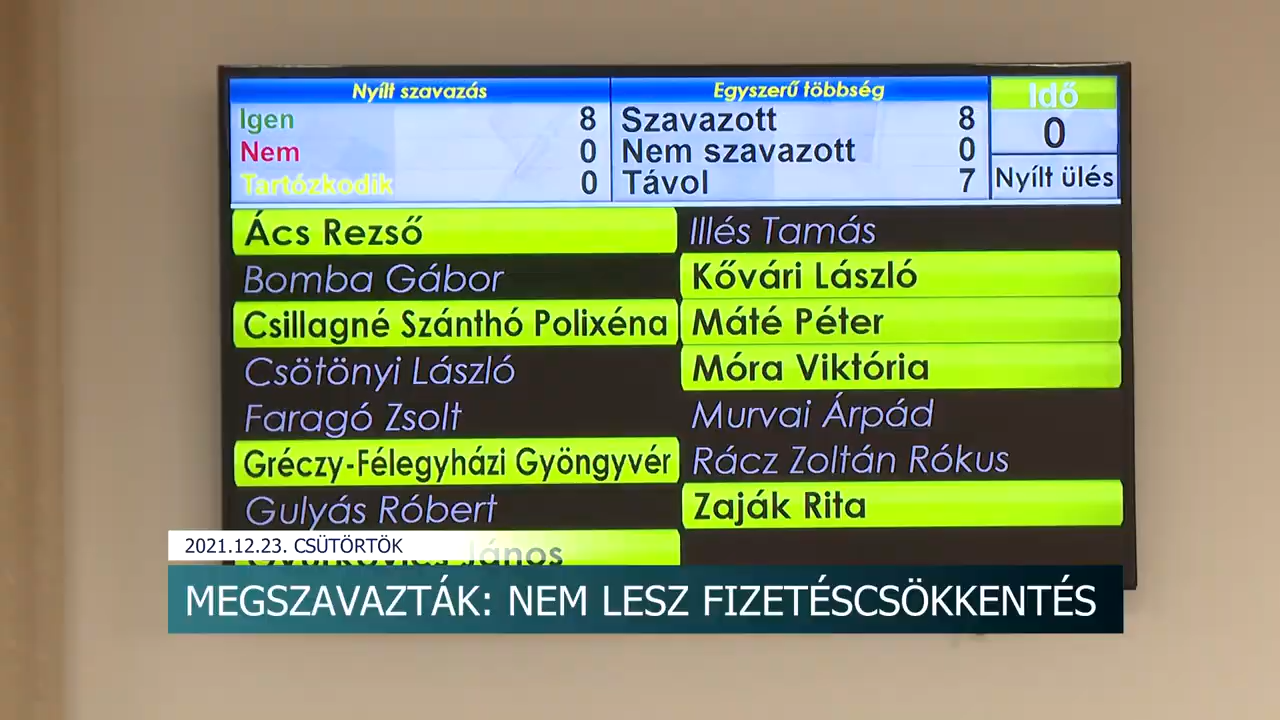 Nyílt szavazás
Igen 8
Nem 0
Tartózkodik 0
Egyszerű többség
Szavazott 8
Nem szavazott 0
Távol 7
Idő
0
Nyílt ülés
Ács Rezső
Bomba Gábor
Csillagné Szánthó Polixéna
Csötönyi László
Faragó Zsolt
Gréczy-Félegyházi Gyöngyvér
Gulyás Róbert
János
Illés Tamás
Kővári László
Máté Péter
Móra Viktória
Murvai Árpád
Rácz Zoltán Rókus
Zaják Rita
2021.12.23. CSÜTÖRTÖK
MEGSZAVAZTÁK: NEM LESZ FIZETÉSCSÖKKENTÉS